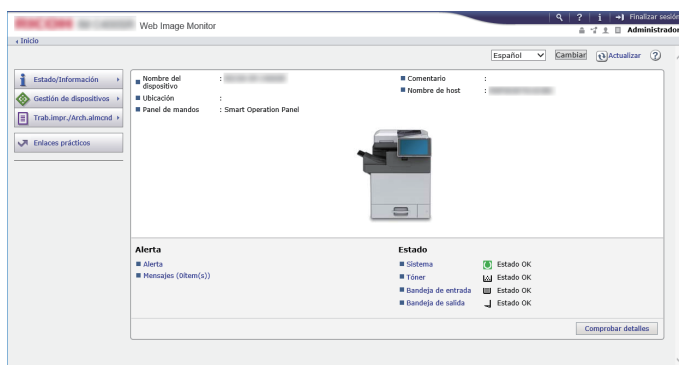 Web Image Monitor
Finalizar sesión
Administrador
Inicio
Español
Cambiar
Actualizar
Estado/Información
Gestión de dispositivos
Trab.impr./Arch.almcnd
Enlaces prácticos
Nombre del dispositivo :
Ubicación :
Panel de mandos : Smart Operation Panel
Comentario :
Nombre de host :
Alerta
Alerta
Mensajes (0item(s))
Estado
Sistema Estado OK
Tóner Estado OK
Bandeja de entrada Estado OK
Bandeja de salida Estado OK
Comprobar detalles